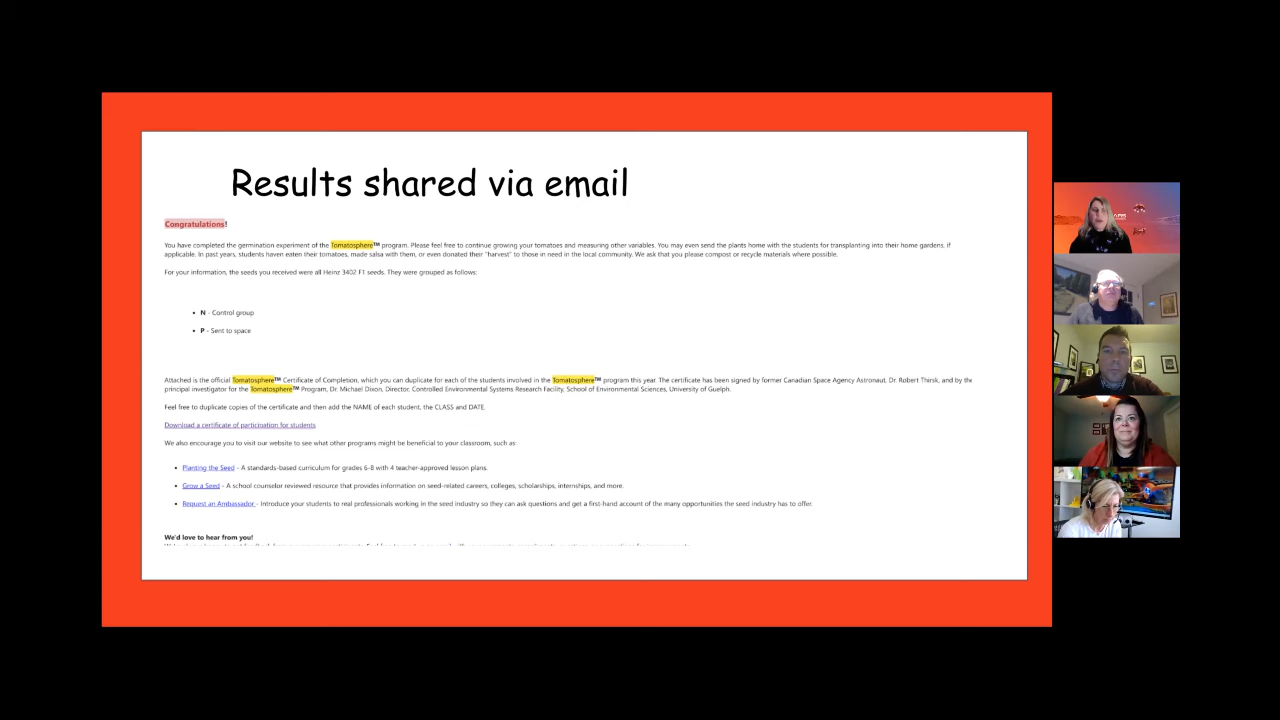 Results shared via email
Congratulations!
You have completed the germination experiment of the Tomatosphere™ program. Please feel free to continue growing your tomatoes and measuring other variables. You may even send the plants home with the students for transplanting into their home gardens, if
applicable. In past years, students haven eaten their tomatoes, made salsa with them, or even donated their "harvest" to those in need in the local community. We ask that you please compost or recycle materials where possible.
For your information, the seeds you received were all Heinz 3402 F1 seeds. They were grouped as follows:
• N - Control group
• P - Sent to space
Attached is the official Tomatosphere™ Certificate of Completion, which you can duplicate for each of the students involved in the Tomatosphere™ program this year. The certificate has been signed by former Canadian Space Agency Astronaut, Dr. Robert Thirsk, and by the
principal investigator for the Tomatosphere™ Program, Dr. Michael Dixon, Director, Controlled Environmental Systems Research Facility, School of Environmental Sciences, University of Guelph.
Feel free to duplicate copies of the certificate and then add the NAME of each student, the CLASS and DATE.
Download a certificate of participation for students
We also encourage you to visit our website to see what other programs might be beneficial to your classroom, such as:
• Planting the Seed - A standards-based curriculum for grades 6-8 with 4 teacher-approved lesson plans.
• Grow a Seed - A school counselor reviewed resource that provides information on seed-related careers, colleges, scholarships, internships, and more.
• Request an Ambassador - Introduce your students to real professionals working in the seed industry so they can ask questions and get a first-hand account of the many opportunities the seed industry has to offer.
We'd love to hear from you!